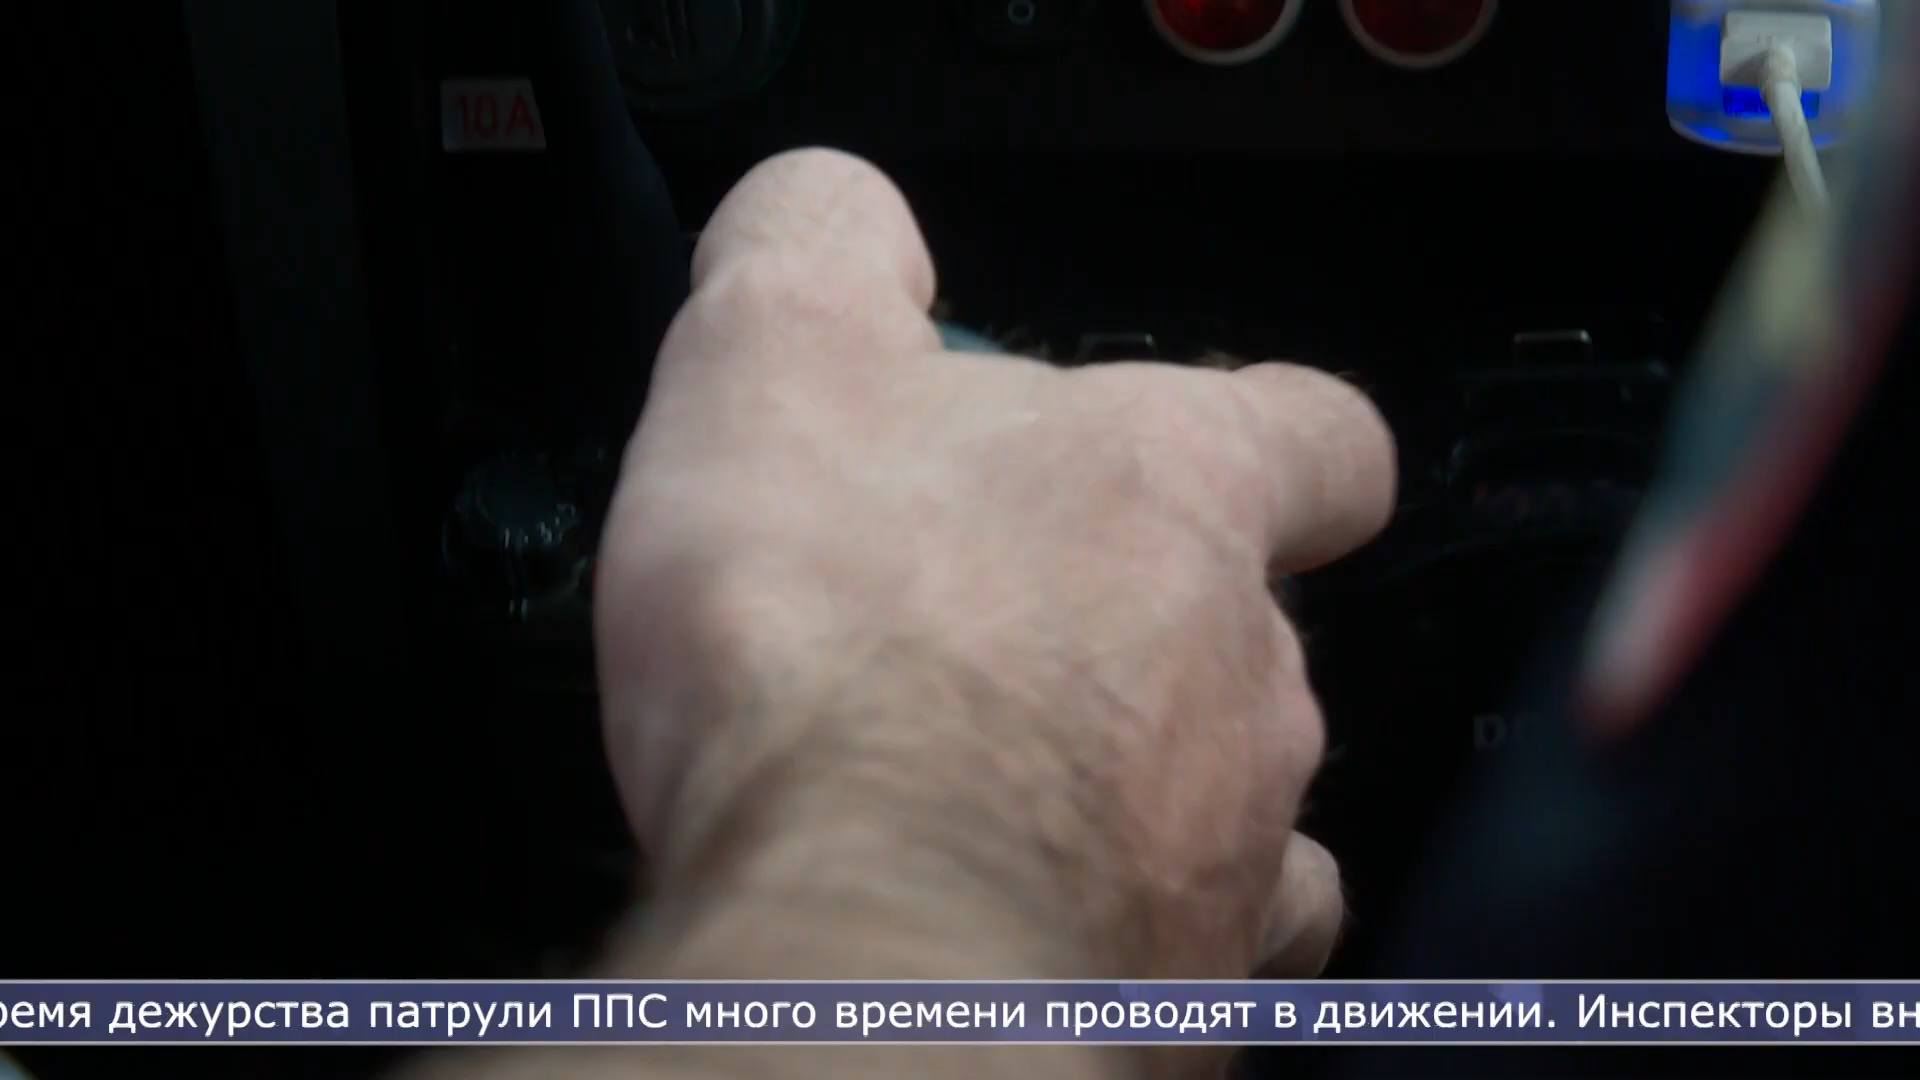 10A
ремя дежурства патрули ППС много времени проводят в движении. Инспекторы вн